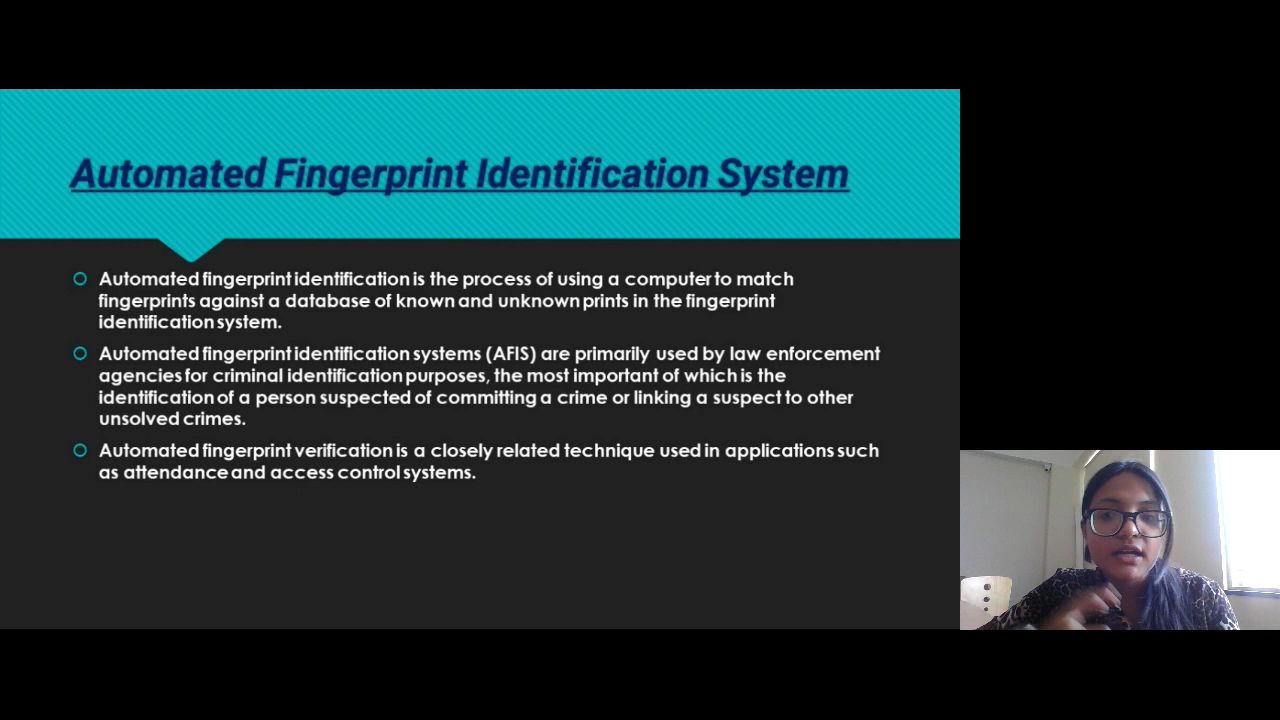 Automated Fingerprint Identification System
Automated fingerprint identification is the process of using a computer to match
fingerprints against a database of known and unknown prints in the fingerprint
identification system.
Automated fingerprint identification systems (AFIS) are primarily used by law enforcement
agencies for criminal identification purposes, the most important of which is the
identification of a person suspected of committing a crime or linking a suspect to other
unsolved crimes.
Automated fingerprint verification is a closely related technique used in applications such
as attendance and access control systems.